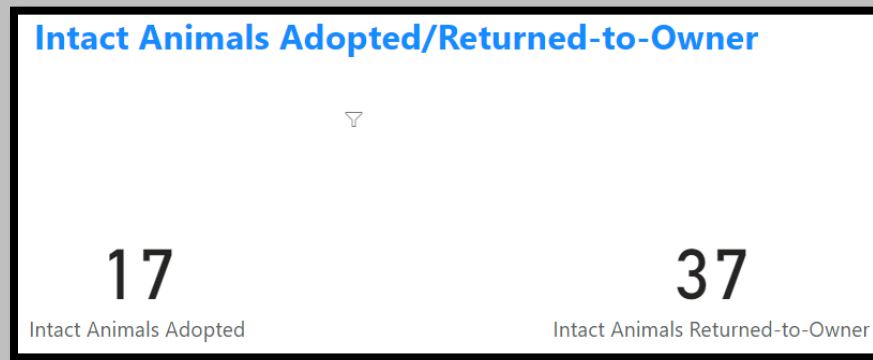 Intact Animals Adopted/Returned-to-Owner
17
Intact Animals Adopted
37
Intact Animals Returned-to-Owner